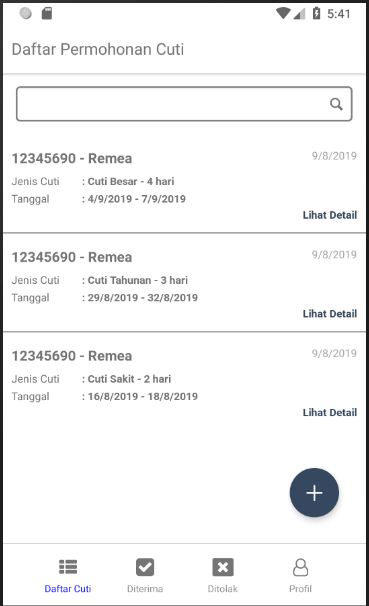 5:41
Daftar Permohonan Cuti
12345690 - Remea 9/8/2019
Jenis Cuti : Cuti Besar - 4 hari
Tanggal : 4/9/2019 - 7/9/2019
Lihat Detail
12345690 - Remea 9/8/2019
Jenis Cuti : Cuti Tahunan - 3 hari
Tanggal : 29/8/2019 - 32/8/2019
Lihat Detail
12345690 - Remea 9/8/2019
Jenis Cuti : Cuti Sakit - 2 hari
Tanggal : 16/8/2019 - 18/8/2019
Lihat Detail
Daftar Cuti Diterima Ditolak Profil